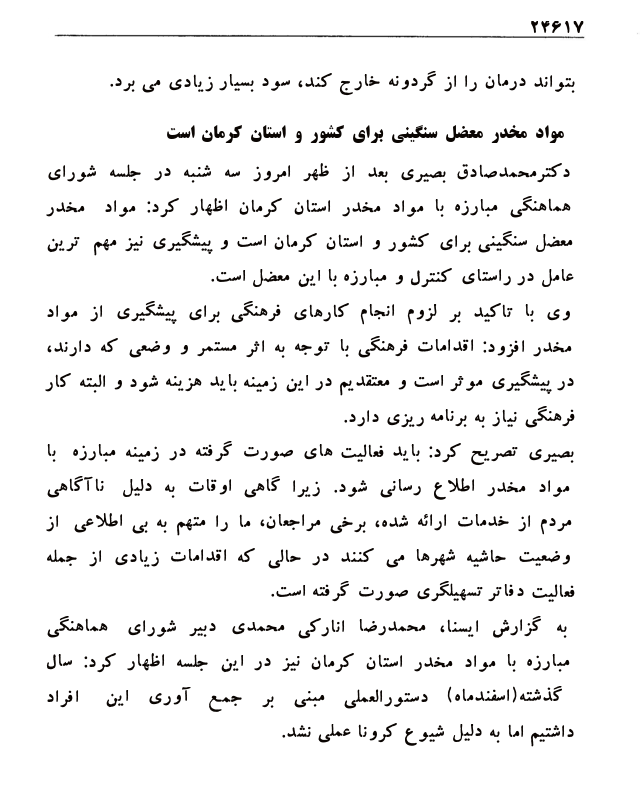 ۲۴۶۱۷
بتواند درمان را از گردونه خارج کند، سود بسیار زیادی می برد.
مواد مخدر معضل سنگینی برای کشور و استان کرمان است
دکترمحمدصادق بصیری بعد از ظهر امروز سه شنبه در جلسه شورای
هماهنگی مبارزه با مواد مخدر استان کرمان اظهار کرد: مواد مخدر
معضل سنگینی برای کشور و استان کرمان است و پیشگیری نیز مهم ترین
عامل در راستای کنترل و مبارزه با این معضل است.
وی با تاکید بر لزوم انجام کارهای فرهنگی برای پیشگیری از مواد
مخدر افزود: اقدامات فرهنگی با توجه به اثر مستمر و وضعی که دارند،
در پیشگیری موثر است و معتقدیم در این زمینه باید هزینه شود و البته کار
فرهنگی نیاز به برنامه ریزی دارد.
بصیری تصریح کرد: باید فعالیت های صورت گرفته در زمینه مبارزه با
مواد مخدر اطلاع رسانی شود. زیرا گاهی اوقات به دلیل ناآگاهی
مردم از خدمات ارائه شده، برخی مراجعان، ما را متهم به بی اطلاعی از
وضعیت حاشیه شهرها می کنند در حالی که اقدامات زیادی از جمله
فعالیت دفاتر تسهیلگری صورت گرفته است.
به گزارش ایسنا، محمدرضا انارکی محمدی دبیر شورای هماهنگی
مبارزه با مواد مخدر استان کرمان نیز در این جلسه اظهار کرد: سال
گذشته(اسفندماه) دستورالعملی مبنی بر جمع آوری این افراد
داشتیم اما به دلیل شیوع کرونا عملی نشد.